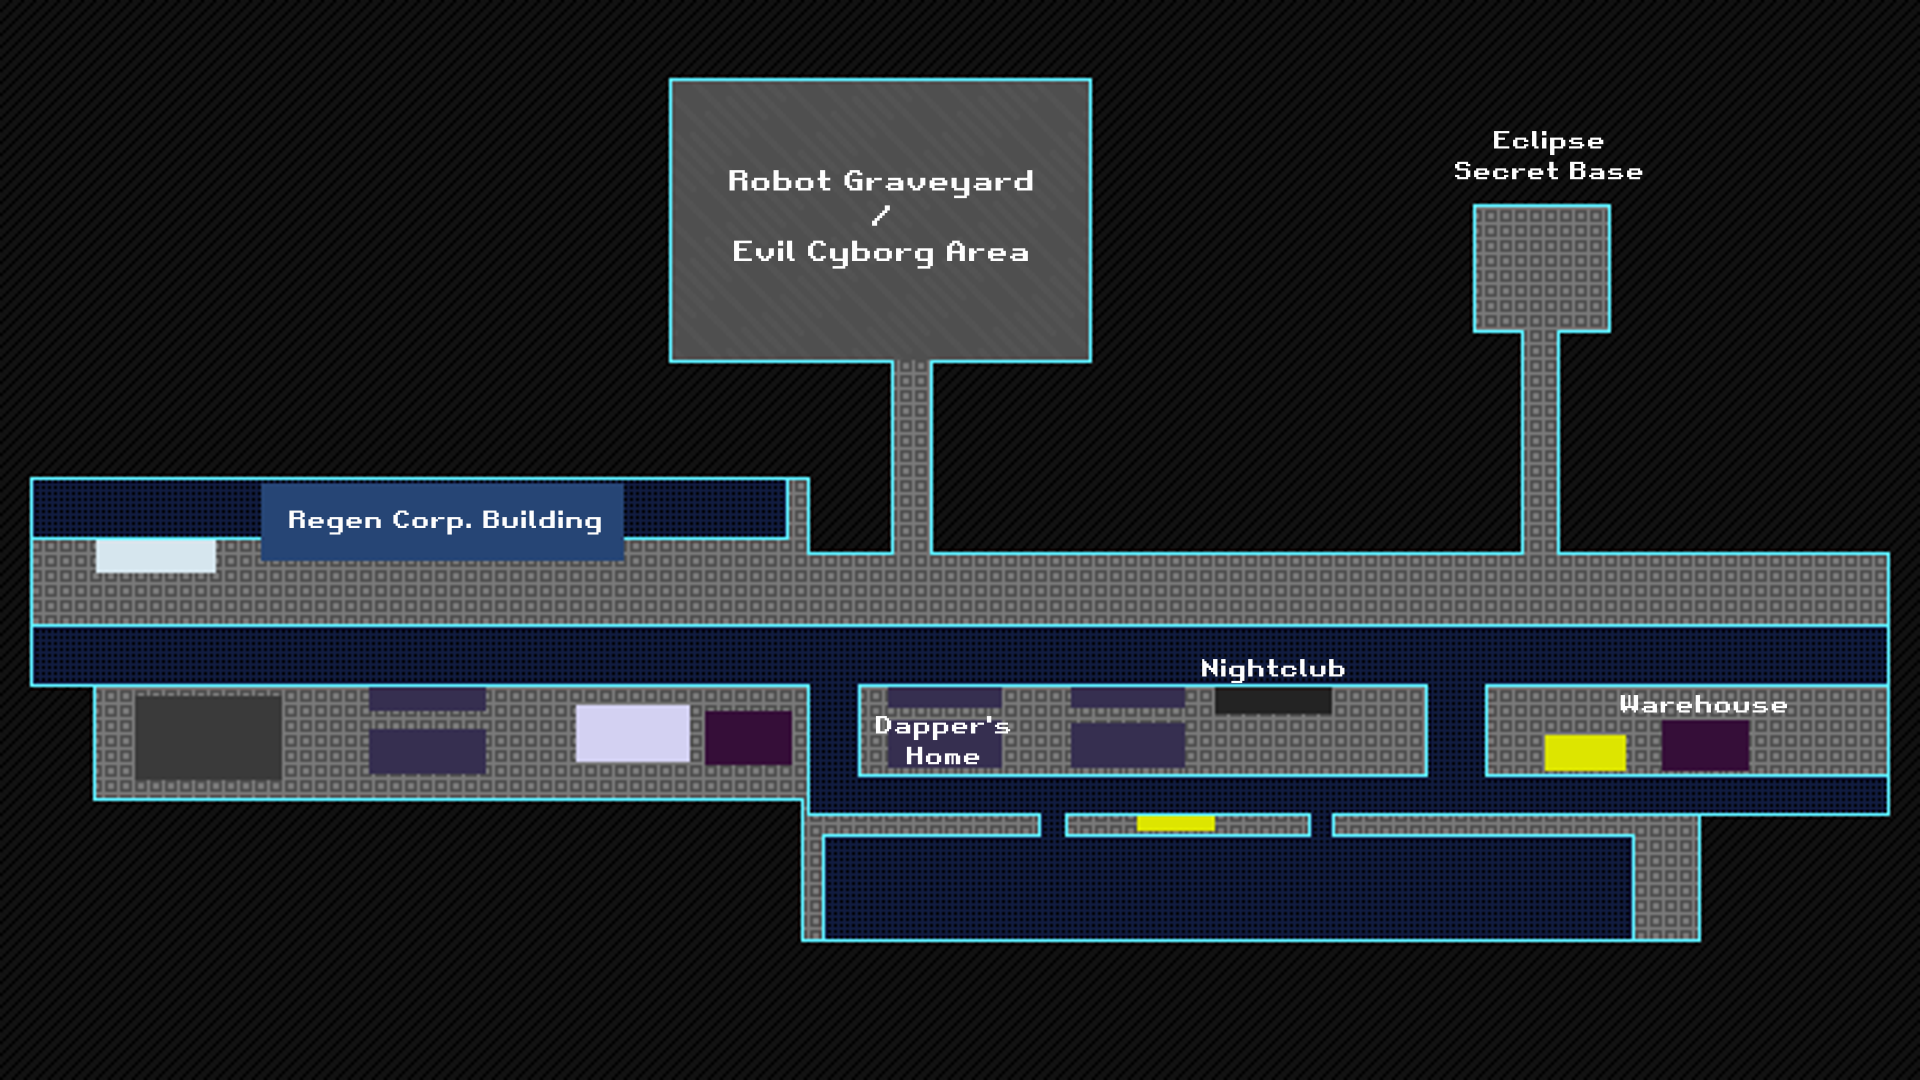 Eclipse
Secret Base
Robot Graveyard
/
Evil Cyborg Area
Regen Corp. Building
Nightclub
Warehouse
Dapper's
Home